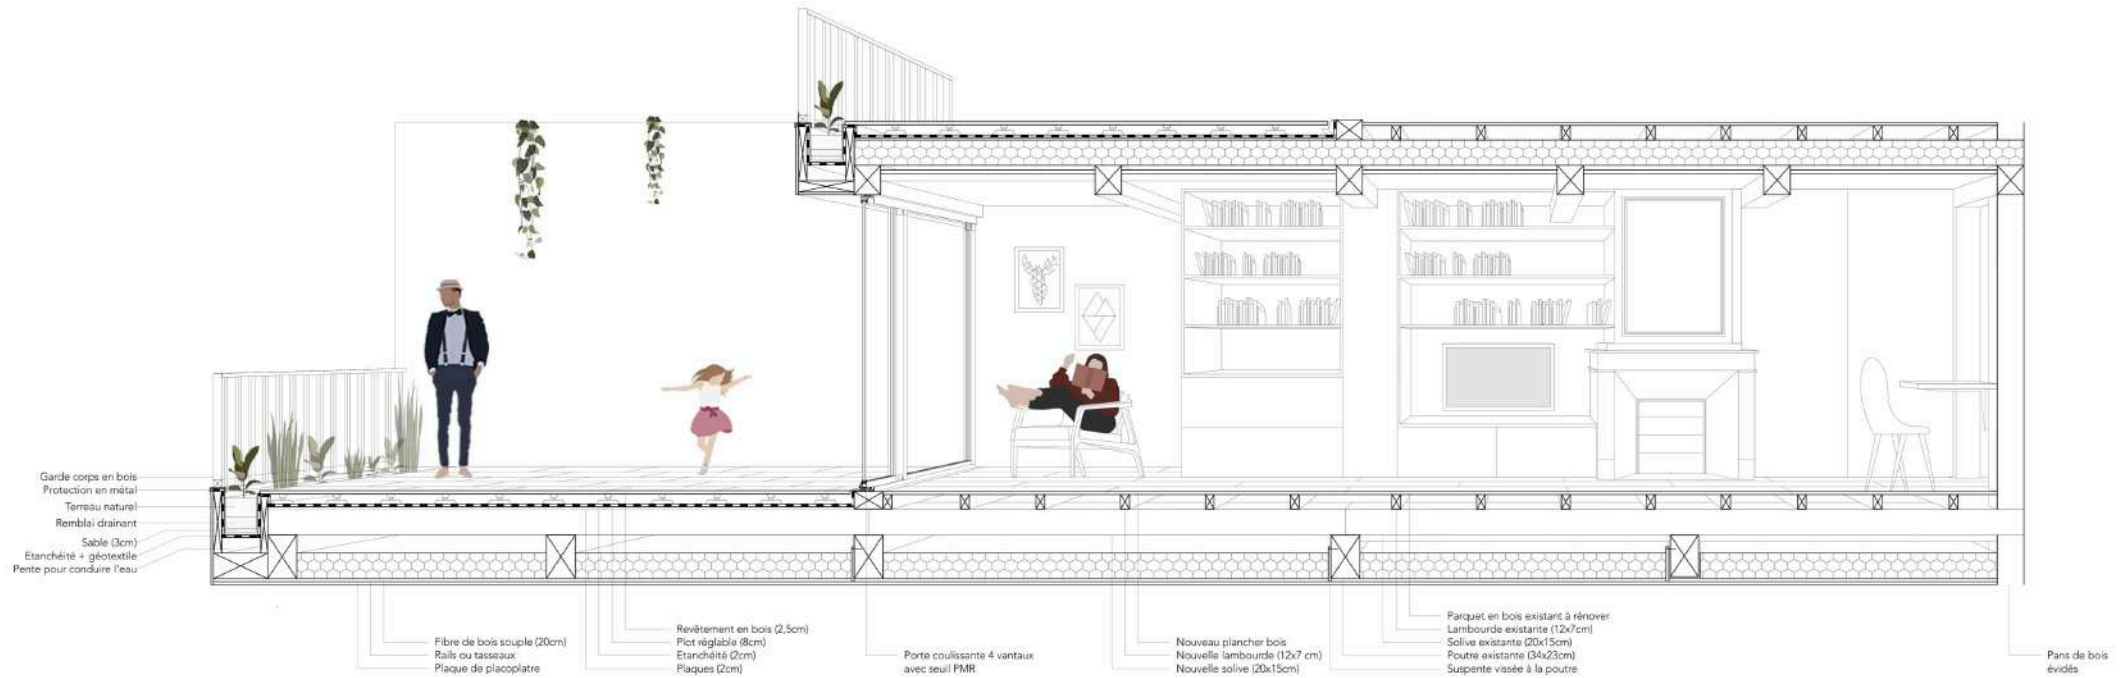 Garde corps en bois
Protection en métal
Terreau naturel
Remblai drainant
Sable (3cm)
Etanchéité + géotextile
Pente pour conduire l'eau
Fibre de bois souple (20cm)
Rails ou tasseaux
Plaque de placoplatre
Revêtement en bois (2,5cm)
Plot réglable (8cm)
Etanchéité (2cm)
Plaques (2cm)
Porte coulissante 4 vantaux
avec seuil PMR
Nouveau plancher bois
Nouvelle lambourde (12x7 cm)
Nouvelle solive (20x15cm)
Parquet en bois existant à rénover
Lambourde existante (12x7cm)
Solive existante (20x15cm)
Poutre existante (34x23cm)
Suspente vissée à la poutre
Pans de bois
évidés